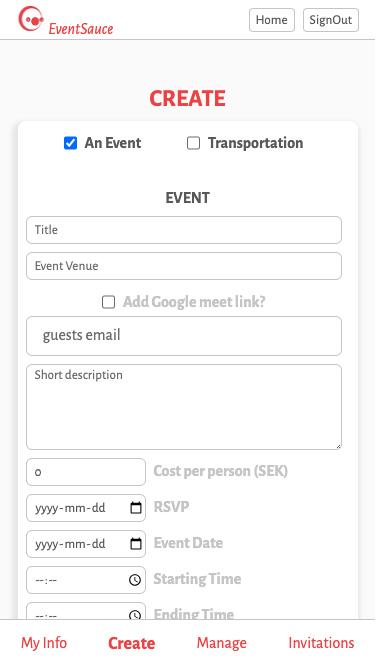 EventSauce
Home SignOut
CREATE
An Event Transportation
EVENT
Title
Event Venue
Add Google meet link?
guests email
Short description
0 Cost per person (SEK)
yyyy-mm-dd RSVP
yyyy-mm-dd Event Date
--:-- Starting Time
--:-- Ending Time
My Info Create Manage Invitations